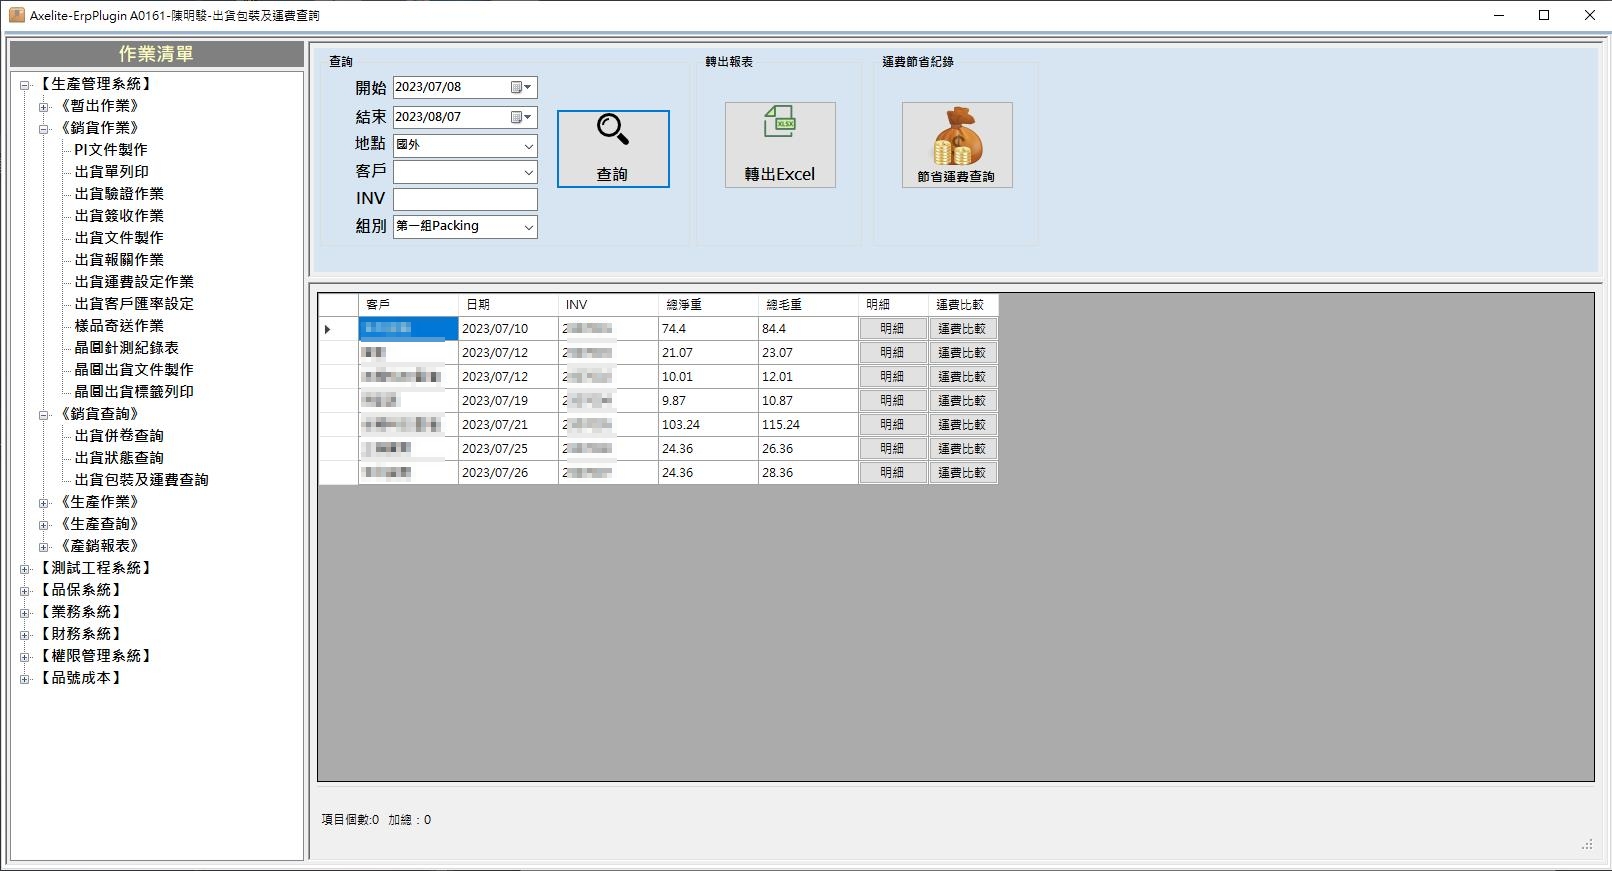 Axelite-ErpPlugin A0161-陳明駿-出貨包裝及運費查詢
作業清單
【生產管理系統】
《暫出作業》
《銷貨作業》
PI文件製作
出貨單列印
出貨驗證作業
出貨簽收作業
出貨文件製作
出貨報關作業
出貨運費設定作業
出貨客戶匯率設定
樣品寄送作業
晶圓針測紀錄表
晶圓出貨文件製作
晶圓出貨標籤列印
《銷貨查詢》
出貨併卷查詢
出貨狀態查詢
出貨包裝及運費查詢
《生產作業》
《生產查詢》
《產銷報表》
【測試工程系統】
【品保系統】
【業務系統】
【財務系統】
【權限管理系統】
【品號成本】
查詢
開始 2023/07/08
結束 2023/08/07
地點 國外
客戶
INV
組別 第一組Packing
查詢
轉出報表
XLSX
轉出Excel
運費節省紀錄
節省運費查詢
客戶 日期 INV 總淨重 總毛重 明細 運費比較
2023/07/10 2 74.4 84.4 明細 運費比較
2023/07/12 2 21.07 23.07 明細 運費比較
2023/07/12 2 10.01 12.01 明細 運費比較
2023/07/19 2 9.87 10.87 明細 運費比較
2023/07/21 2 103.24 115.24 明細 運費比較
2023/07/25 2 24.36 26.36 明細 運費比較
2023/07/26 2 24.36 28.36 明細 運費比較
項目個數:0 加總：0